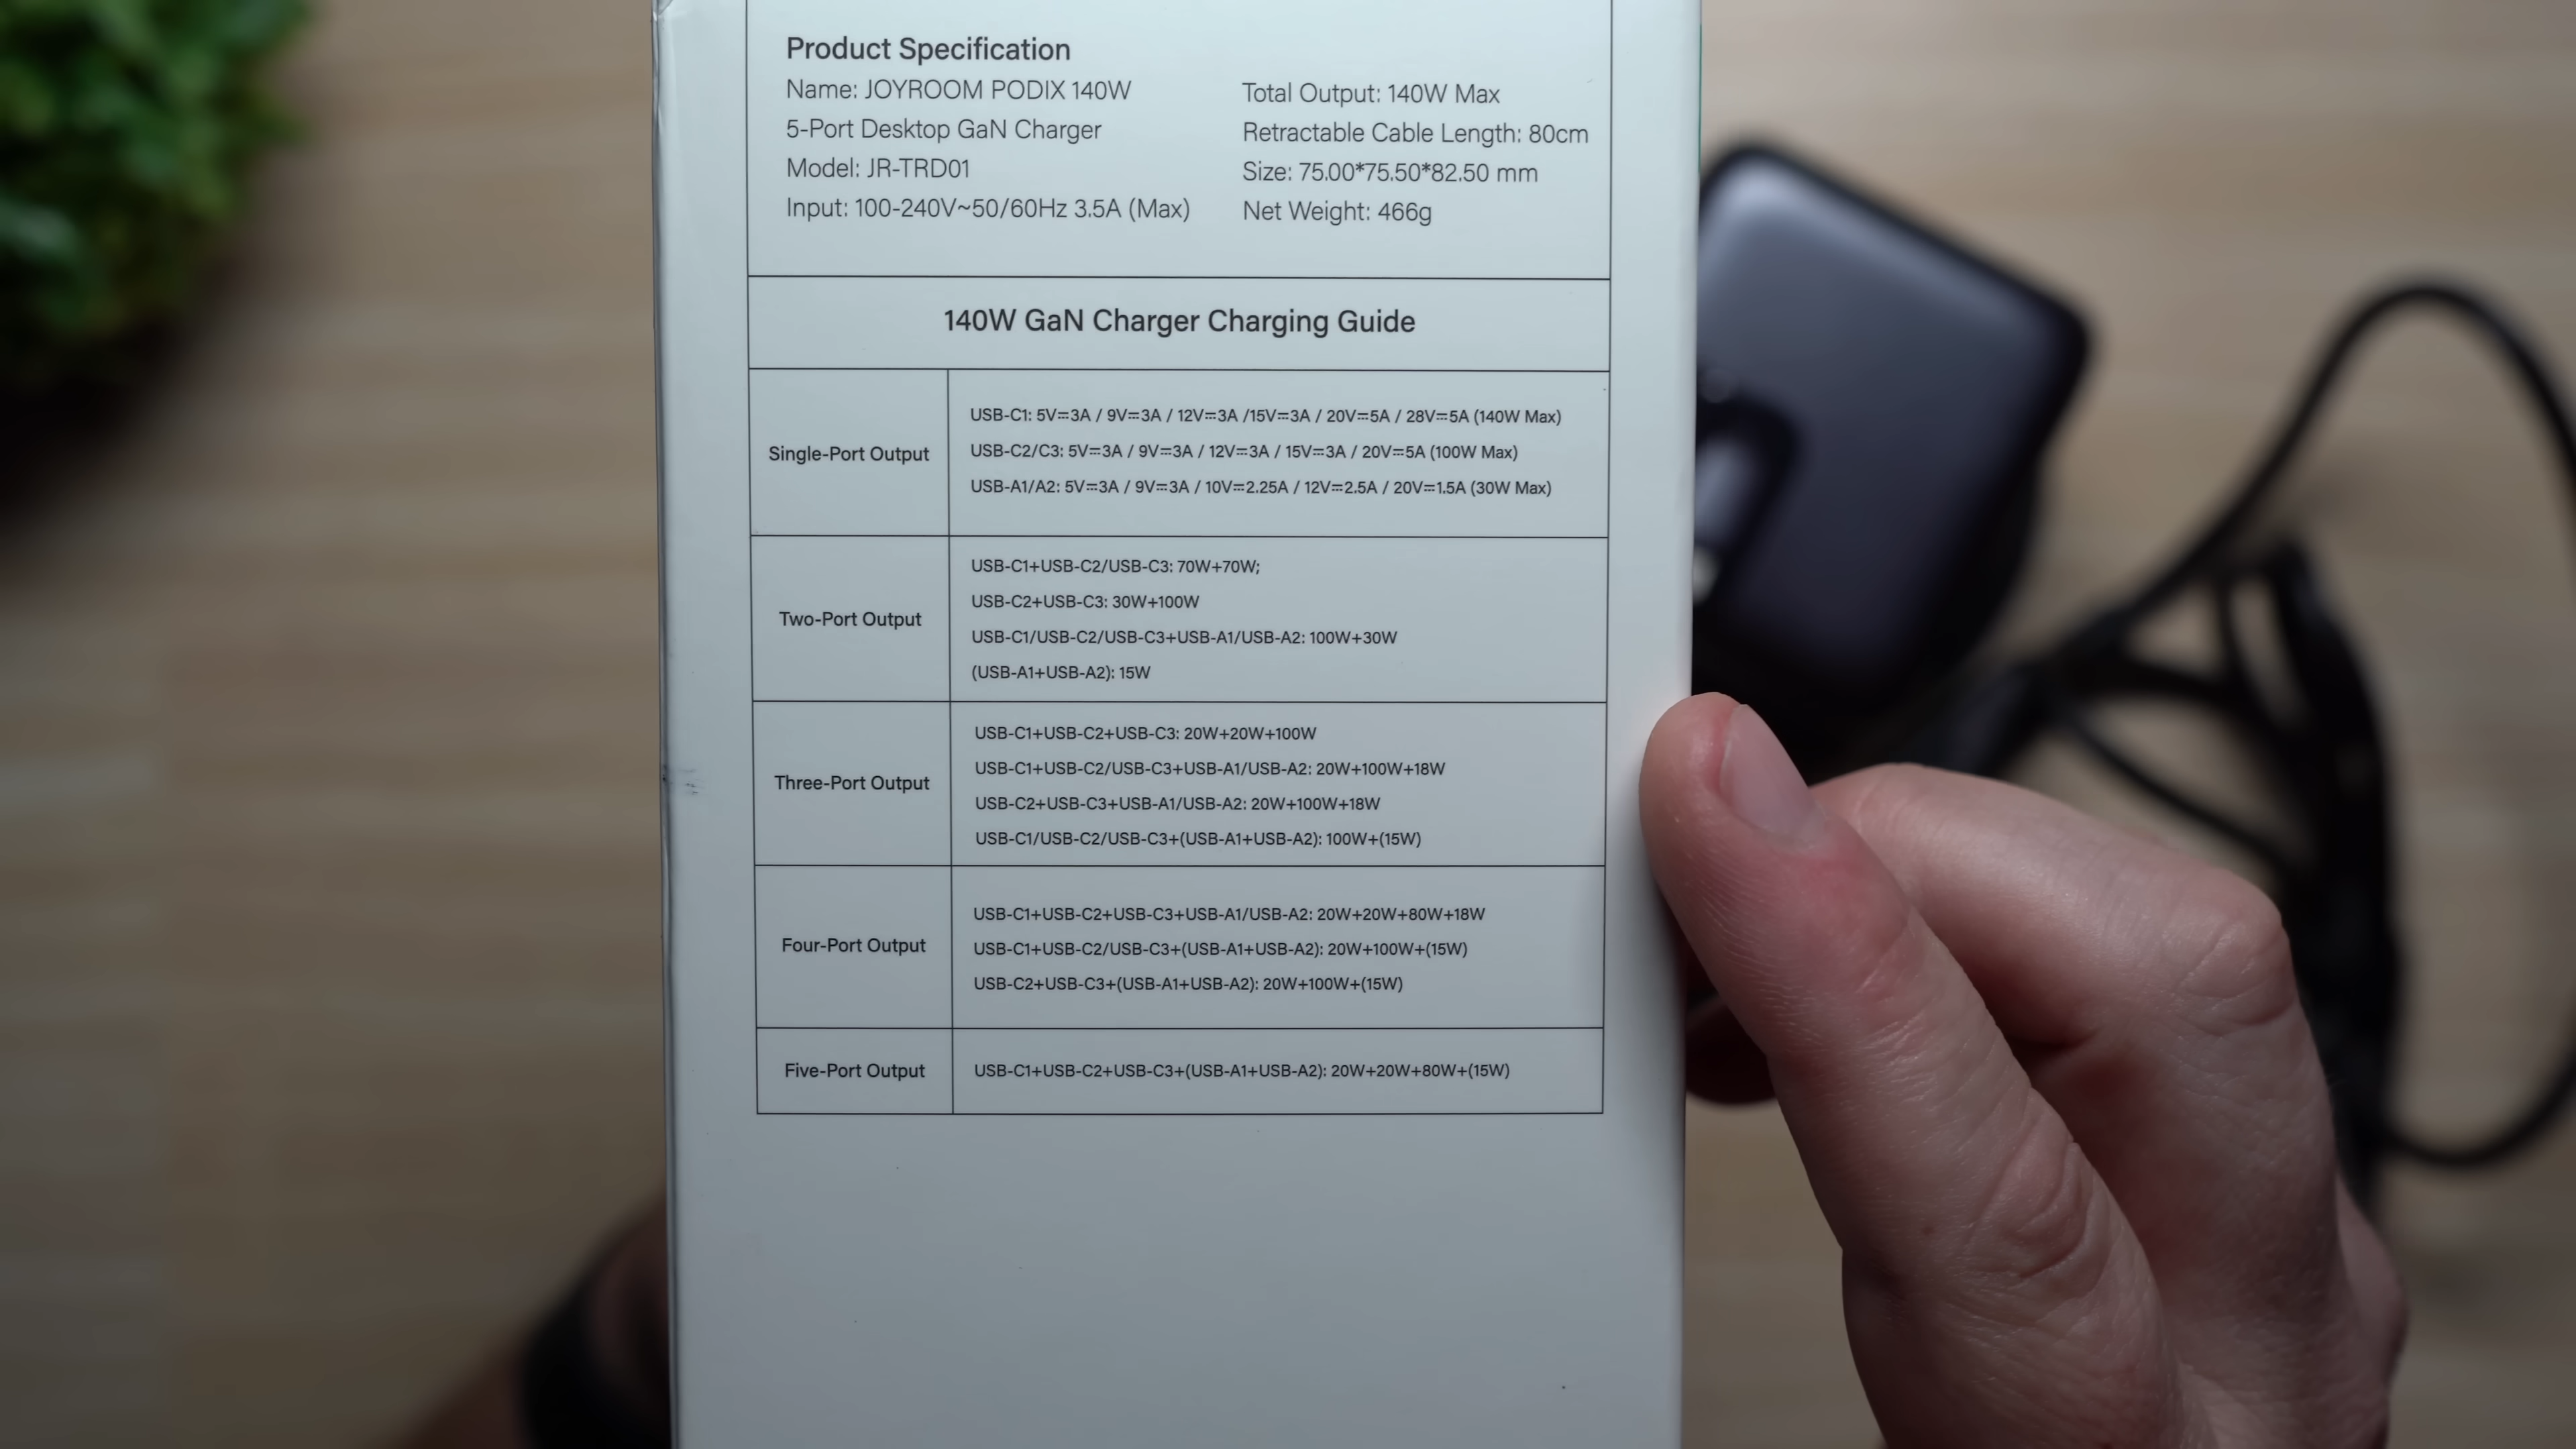 Product Specification
Name: JOYROOM PODIX 140W
5-Port Desktop GaN Charger
Model: JR-TRD01
Input: 100-240V~50/60Hz 3.5A (Max)
Total Output: 140W Max
Retractable Cable Length: 80cm
Size: 75.00*75.50*82.50 mm
Net Weight: 466g
140W GaN Charger Charging Guide
Single-Port Output
USB-C1: 5V⎓3A / 9V⎓3A / 12V⎓3A /15V⎓3A / 20V⎓5A / 28V⎓5A (140W Max)
USB-C2/C3: 5V⎓3A / 9V⎓3A / 12V⎓3A / 15V⎓3A / 20V⎓5A (100W Max)
USB-A1/A2: 5V⎓3A / 9V⎓3A / 10V⎓2.25A / 12V⎓2.5A / 20V⎓1.5A (30W Max)
Two-Port Output
USB-C1+USB-C2/USB-C3: 70W+70W;
USB-C2+USB-C3: 30W+100W
USB-C1/USB-C2/USB-C3+USB-A1/USB-A2: 100W+30W
(USB-A1+USB-A2): 15W
Three-Port Output
USB-C1+USB-C2+USB-C3: 20W+20W+100W
USB-C1+USB-C2/USB-C3+USB-A1/USB-A2: 20W+100W+18W
USB-C2+USB-C3+USB-A1/USB-A2: 20W+100W+18W
USB-C1/USB-C2/USB-C3+(USB-A1+USB-A2): 100W+(15W)
Four-Port Output
USB-C1+USB-C2+USB-C3+USB-A1/USB-A2: 20W+20W+80W+18W
USB-C1+USB-C2/USB-C3+(USB-A1+USB-A2): 20W+100W+(15W)
USB-C2+USB-C3+(USB-A1+USB-A2): 20W+100W+(15W)
Five-Port Output
USB-C1+USB-C2+USB-C3+(USB-A1+USB-A2): 20W+20W+80W+(15W)